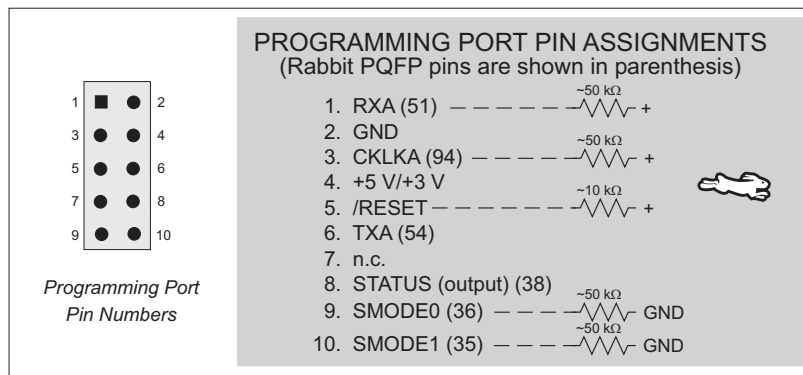 PROGRAMMING PORT PIN ASSIGNMENTS
(Rabbit PQFP pins are shown in parenthesis)
1 2
3 4
5 6
7 8
9 10
Programming Port
Pin Numbers
~50 kΩ
1. RXA (51) +
2. GND
~50 kΩ
3. CKLKA (94) +
4. +5 V/+3 V
~10 kΩ
5. /RESET +
6. TXA (54)
7. n.c.
8. STATUS (output) (38)
~50 kΩ
9. SMODE0 (36) GND
~50 kΩ
10. SMODE1 (35) GND